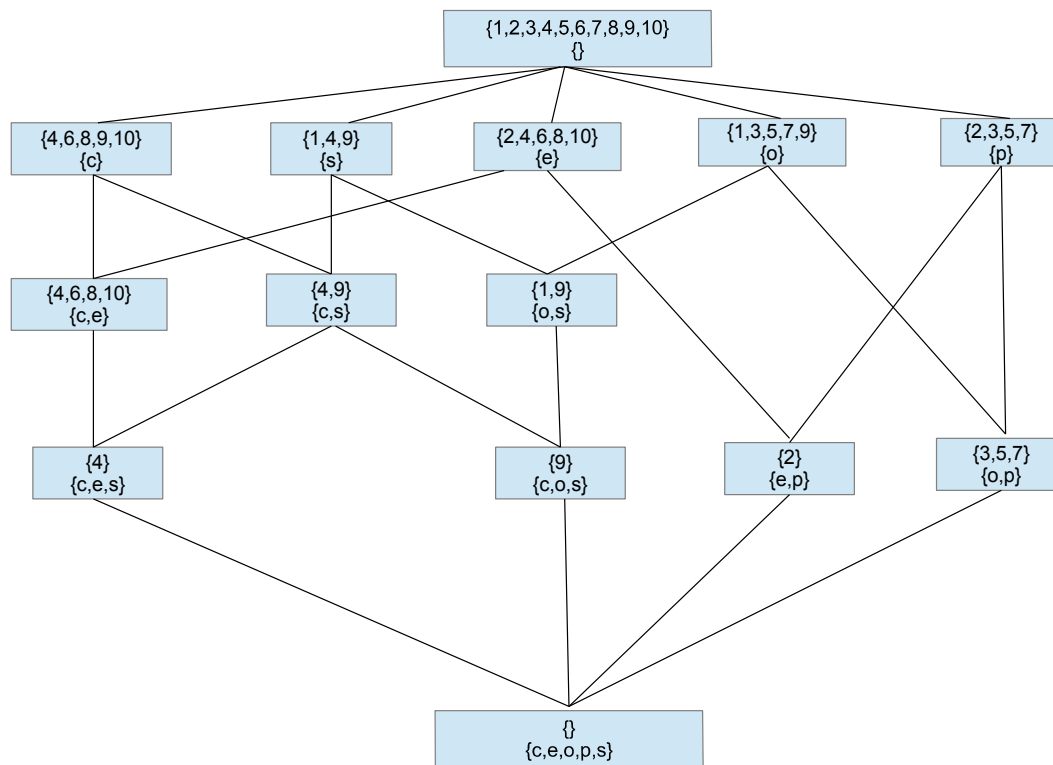 {1,2,3,4,5,6,7,8,9,10}
{}
{4,6,8,9,10}
{c}
{1,4,9}
{s}
{2,4,6,8,10}
{e}
{1,3,5,7,9}
{o}
{2,3,5,7}
{p}
{4,6,8,10}
{c,e}
{4,9}
{c,s}
{1,9}
{o,s}
{4}
{c,e,s}
{9}
{c,o,s}
{2}
{e,p}
{3,5,7}
{o,p}
{}
{c,e,o,p,s}